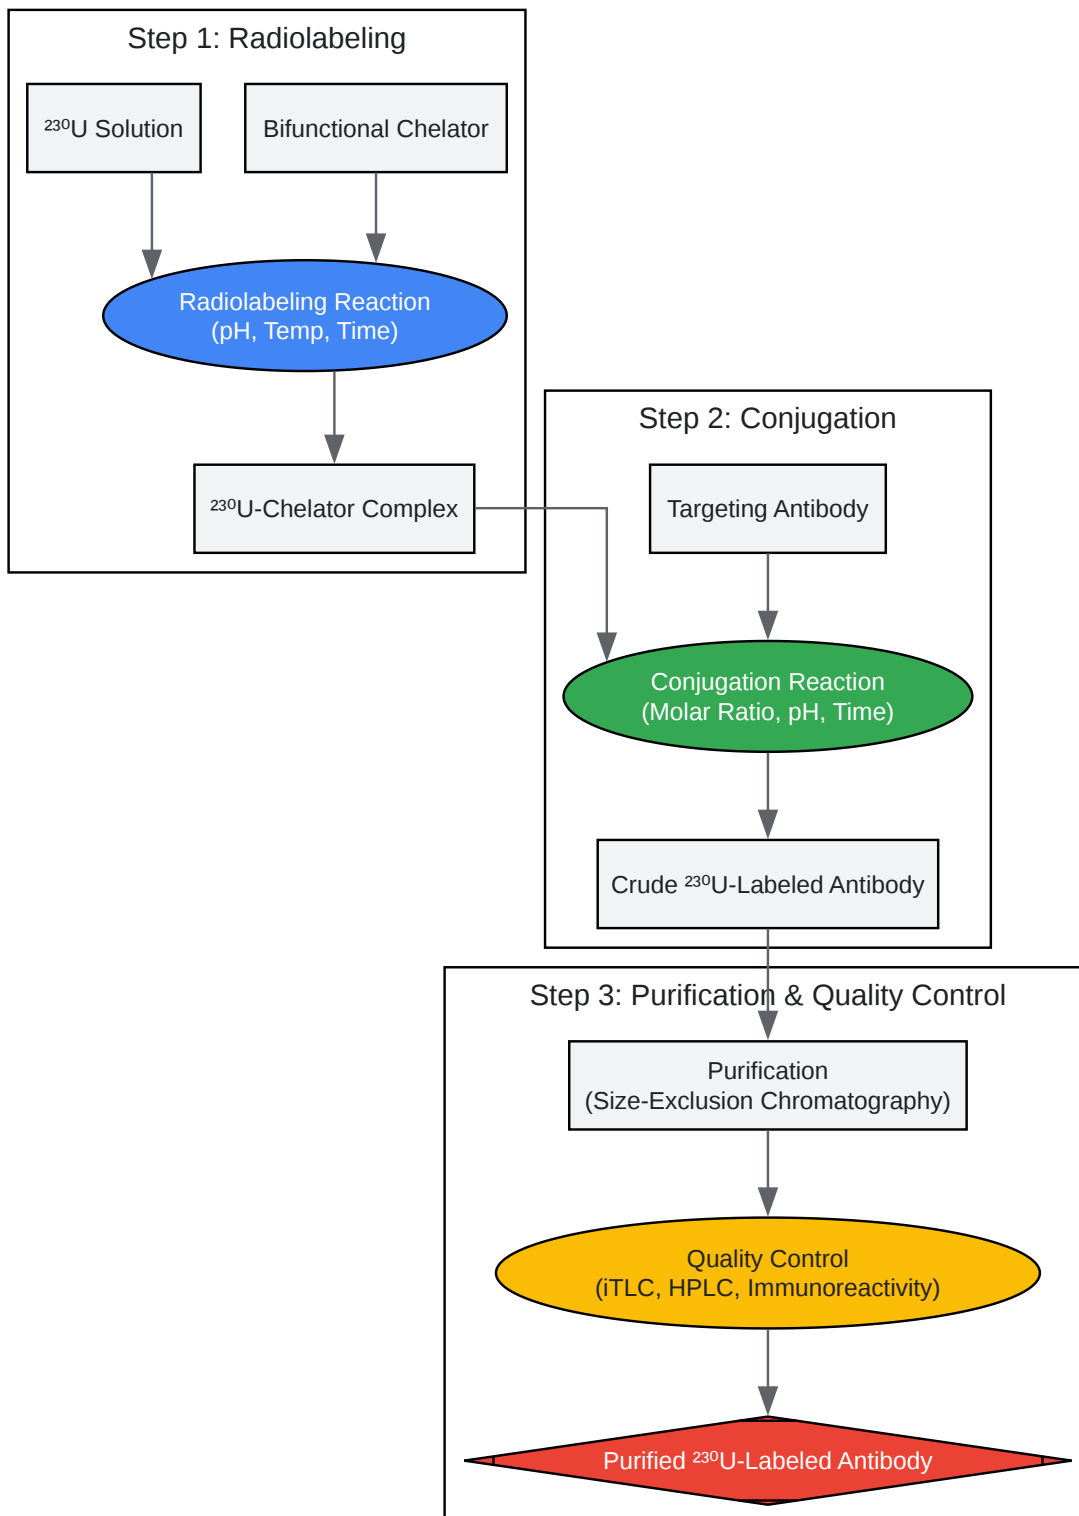 Step 1: Radiolabeling
²³⁰U Solution
Bifunctional Chelator
Radiolabeling Reaction
(pH, Temp, Time)
²³⁰U-Chelator Complex
Step 2: Conjugation
Targeting Antibody
Conjugation Reaction
(Molar Ratio, pH, Time)
Crude ²³⁰U-Labeled Antibody
Step 3: Purification & Quality Control
Purification
(Size-Exclusion Chromatography)
Quality Control
(iTLC, HPLC, Immunoreactivity)
Purified ²³⁰U-Labeled Antibody